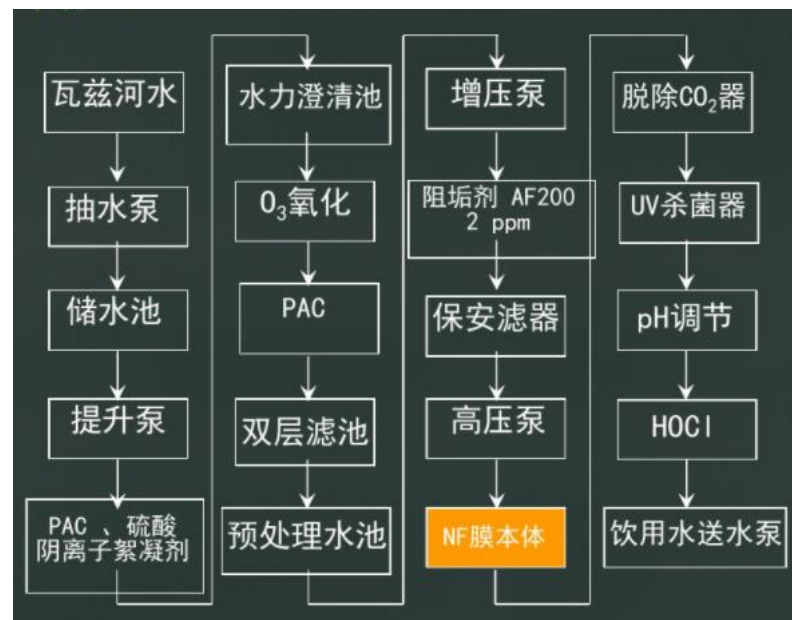 瓦兹河水
抽水泵
储水池
提升泵
PAC 、硫酸
阴离子絮凝剂
水力澄清池
O₃氧化
PAC
双层滤池
预处理水池
增压泵
阻垢剂 AF200
2 ppm
保安滤器
高压泵
NF膜本体
脱除CO₂器
UV杀菌器
pH调节
HOCl
饮用水送水泵